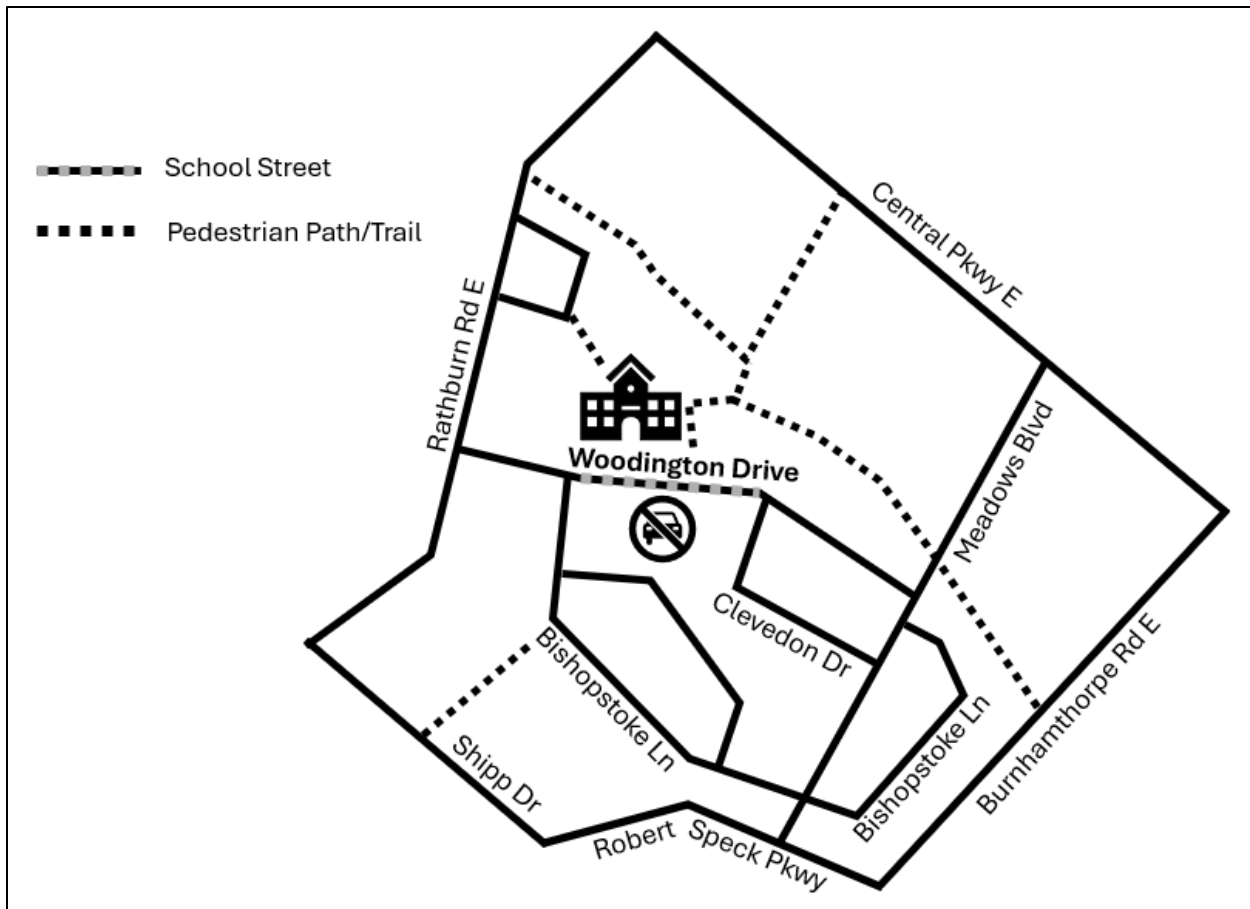 School Street
Pedestrian Path/Trail
Central Pkwy E
Rathburn Rd E
Meadows Blvd
Woodington Drive
Clevedon Dr
Bishopstoke Ln
Bishopstoke Ln
Burnhamthorpe Rd E
Shipp Dr
Robert Speck Pkwy